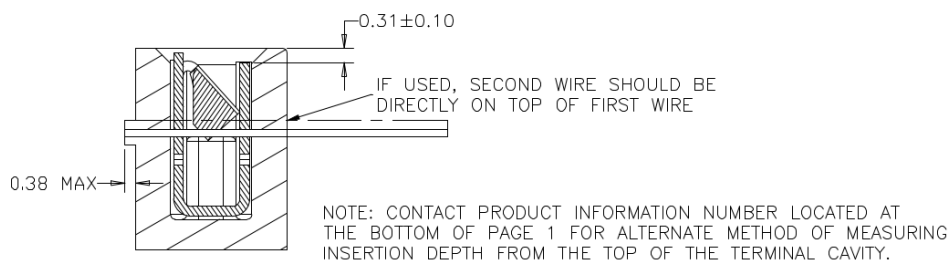 0.31±0.10
IF USED, SECOND WIRE SHOULD BE
DIRECTLY ON TOP OF FIRST WIRE
0.38 MAX
NOTE: CONTACT PRODUCT INFORMATION NUMBER LOCATED AT
THE BOTTOM OF PAGE 1 FOR ALTERNATE METHOD OF MEASURING
INSERTION DEPTH FROM THE TOP OF THE TERMINAL CAVITY.